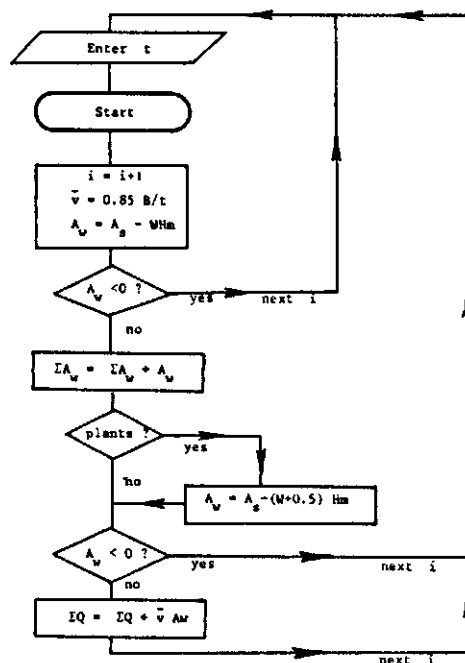 Enter t
Start
i = i+1
v̄ = 0.85 B/t
A_w = A_s - WHm
A_w <0 ?
yes
next i
no
ΣA_w = ΣA_w + A_w
plants ?
yes
no
A_w = A_s-(W+0.5) Hm
A_w < 0 ?
yes
next i
no
ΣQ = ΣQ + v̄ Aw
next i